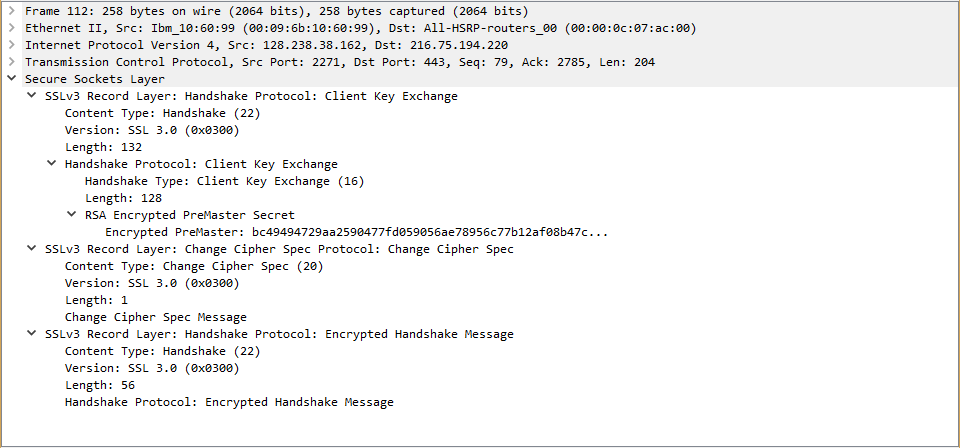 Frame 112: 258 bytes on wire (2064 bits), 258 bytes captured (2064 bits)
Ethernet II, Src: Ibm_10:60:99 (00:09:6b:10:60:99), Dst: All-HSRP-routers_00 (00:00:0c:07:ac:00)
Internet Protocol Version 4, Src: 128.238.38.162, Dst: 216.75.194.220
Transmission Control Protocol, Src Port: 2271, Dst Port: 443, Seq: 79, Ack: 2785, Len: 204
Secure Sockets Layer
SSLv3 Record Layer: Handshake Protocol: Client Key Exchange
Content Type: Handshake (22)
Version: SSL 3.0 (0x0300)
Length: 132
Handshake Protocol: Client Key Exchange
Handshake Type: Client Key Exchange (16)
Length: 128
RSA Encrypted PreMaster Secret
Encrypted PreMaster: bc49494729aa2590477fd059056ae78956c77b12af08b47c...
SSLv3 Record Layer: Change Cipher Spec Protocol: Change Cipher Spec
Content Type: Change Cipher Spec (20)
Version: SSL 3.0 (0x0300)
Length: 1
Change Cipher Spec Message
SSLv3 Record Layer: Handshake Protocol: Encrypted Handshake Message
Content Type: Handshake (22)
Version: SSL 3.0 (0x0300)
Length: 56
Handshake Protocol: Encrypted Handshake Message